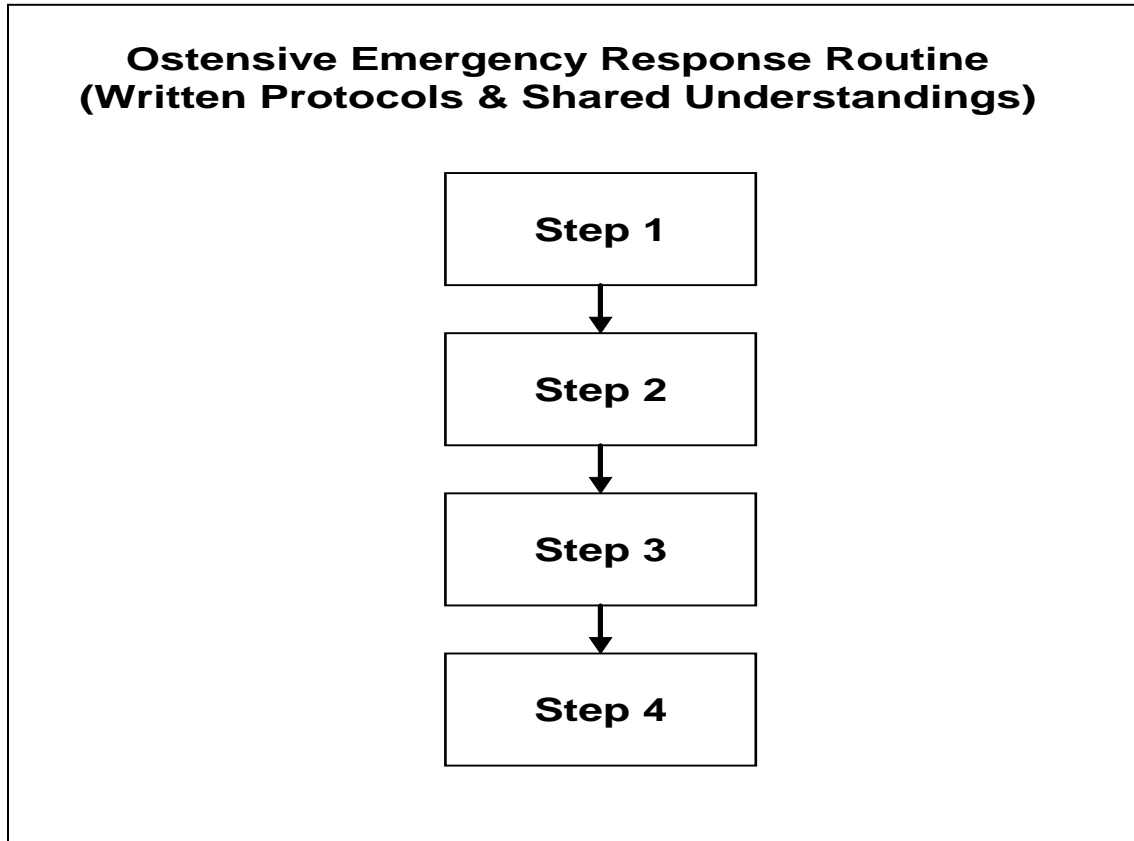 Ostensive Emergency Response Routine
(Written Protocols & Shared Understandings)
Step 1
Step 2
Step 3
Step 4